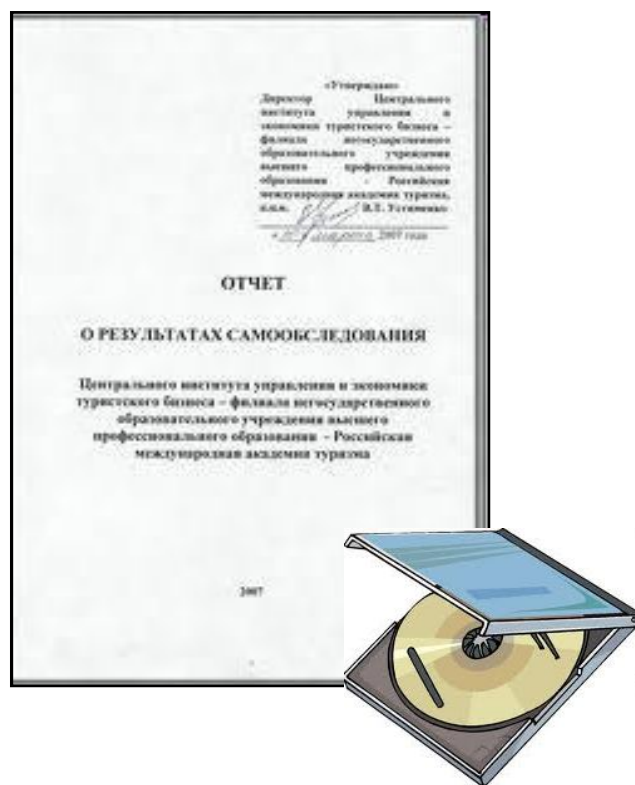 «Утверждаю»
Директор Центрального
института управления и
экономики туристского бизнеса –
филиала негосударственного
образовательного учреждения
высшего профессионального
образования - Российская
международная академия туризма,
В.Т. Устименко
марта 2007 года
ОТЧЕТ
О РЕЗУЛЬТАТАХ САМООБСЛЕДОВАНИЯ
Центрального института управления и экономики
туристского бизнеса – филиала негосударственного
образовательного учреждения высшего
профессионального образования – Российская
международная академия туризма
2007